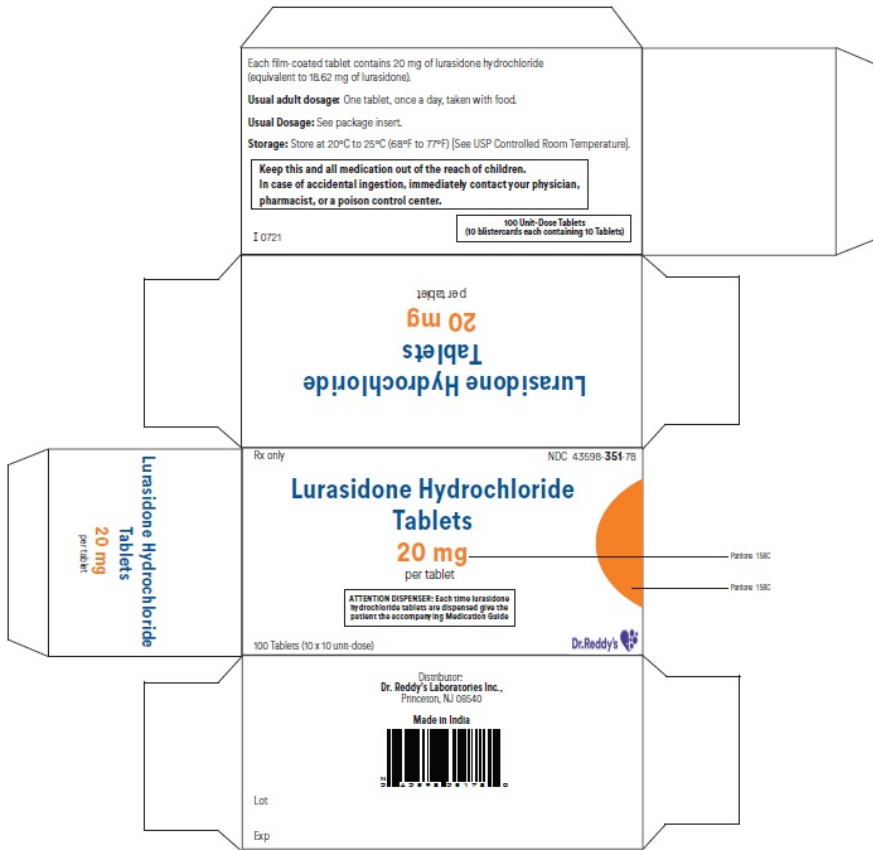 Each film-coated tablet contains 20 mg of lurasidone hydrochloride
(equivalent to 18.62 mg of lurasidone).
Usual adult dosage: One tablet, once a day, taken with food.
Usual Dosage: See package insert.
Storage: Store at 20°C to 25°C (68°F to 77°F) [See USP Controlled Room Temperature].
Keep this and all medication out of the reach of children.
In case of accidental ingestion, immediately contact your physician,
pharmacist, or a poison control center.
100 Unit-Dose Tablets
(10 blistercards each containing 10 Tablets)
I 0721
Lurasidone Hydrochloride
Tablets
20 mg
per tablet
Lurasidone Hydrochloride
Tablets
20 mg
per tablet
Rx only
NDC 43598-351-78
Lurasidone Hydrochloride
Tablets
20 mg
per tablet
Pantone 158C
Pantone 158C
ATTENTION DISPENSER: Each time lurasidone
hydrochloride tablets are dispensed give the
patient the accompanying Medication Guide
100 Tablets (10 x 10 unit-dose)
Dr.Reddy's
Distributor:
Dr. Reddy's Laboratories Inc.,
Princeton, NJ 08540
Made in India
Lot
Exp